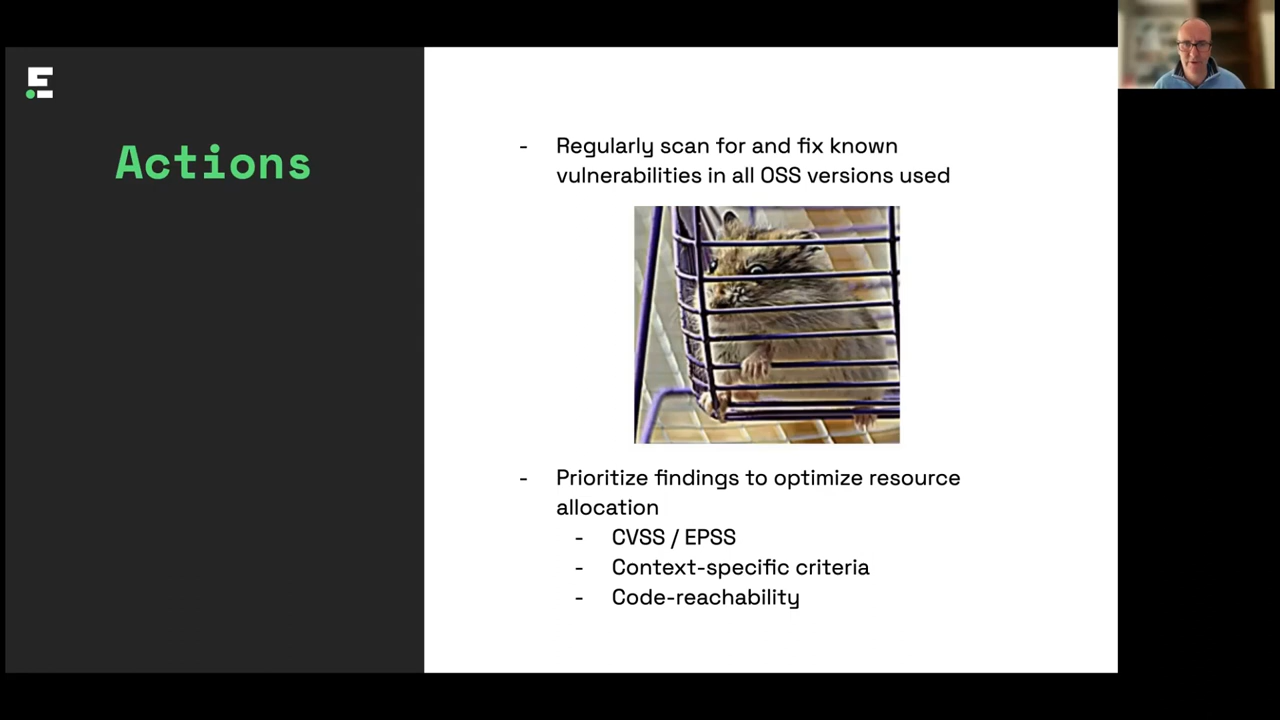 Actions
- Regularly scan for and fix known
vulnerabilities in all OSS versions used
- Prioritize findings to optimize resource
allocation
- CVSS / EPSS
- Context-specific criteria
- Code-reachability